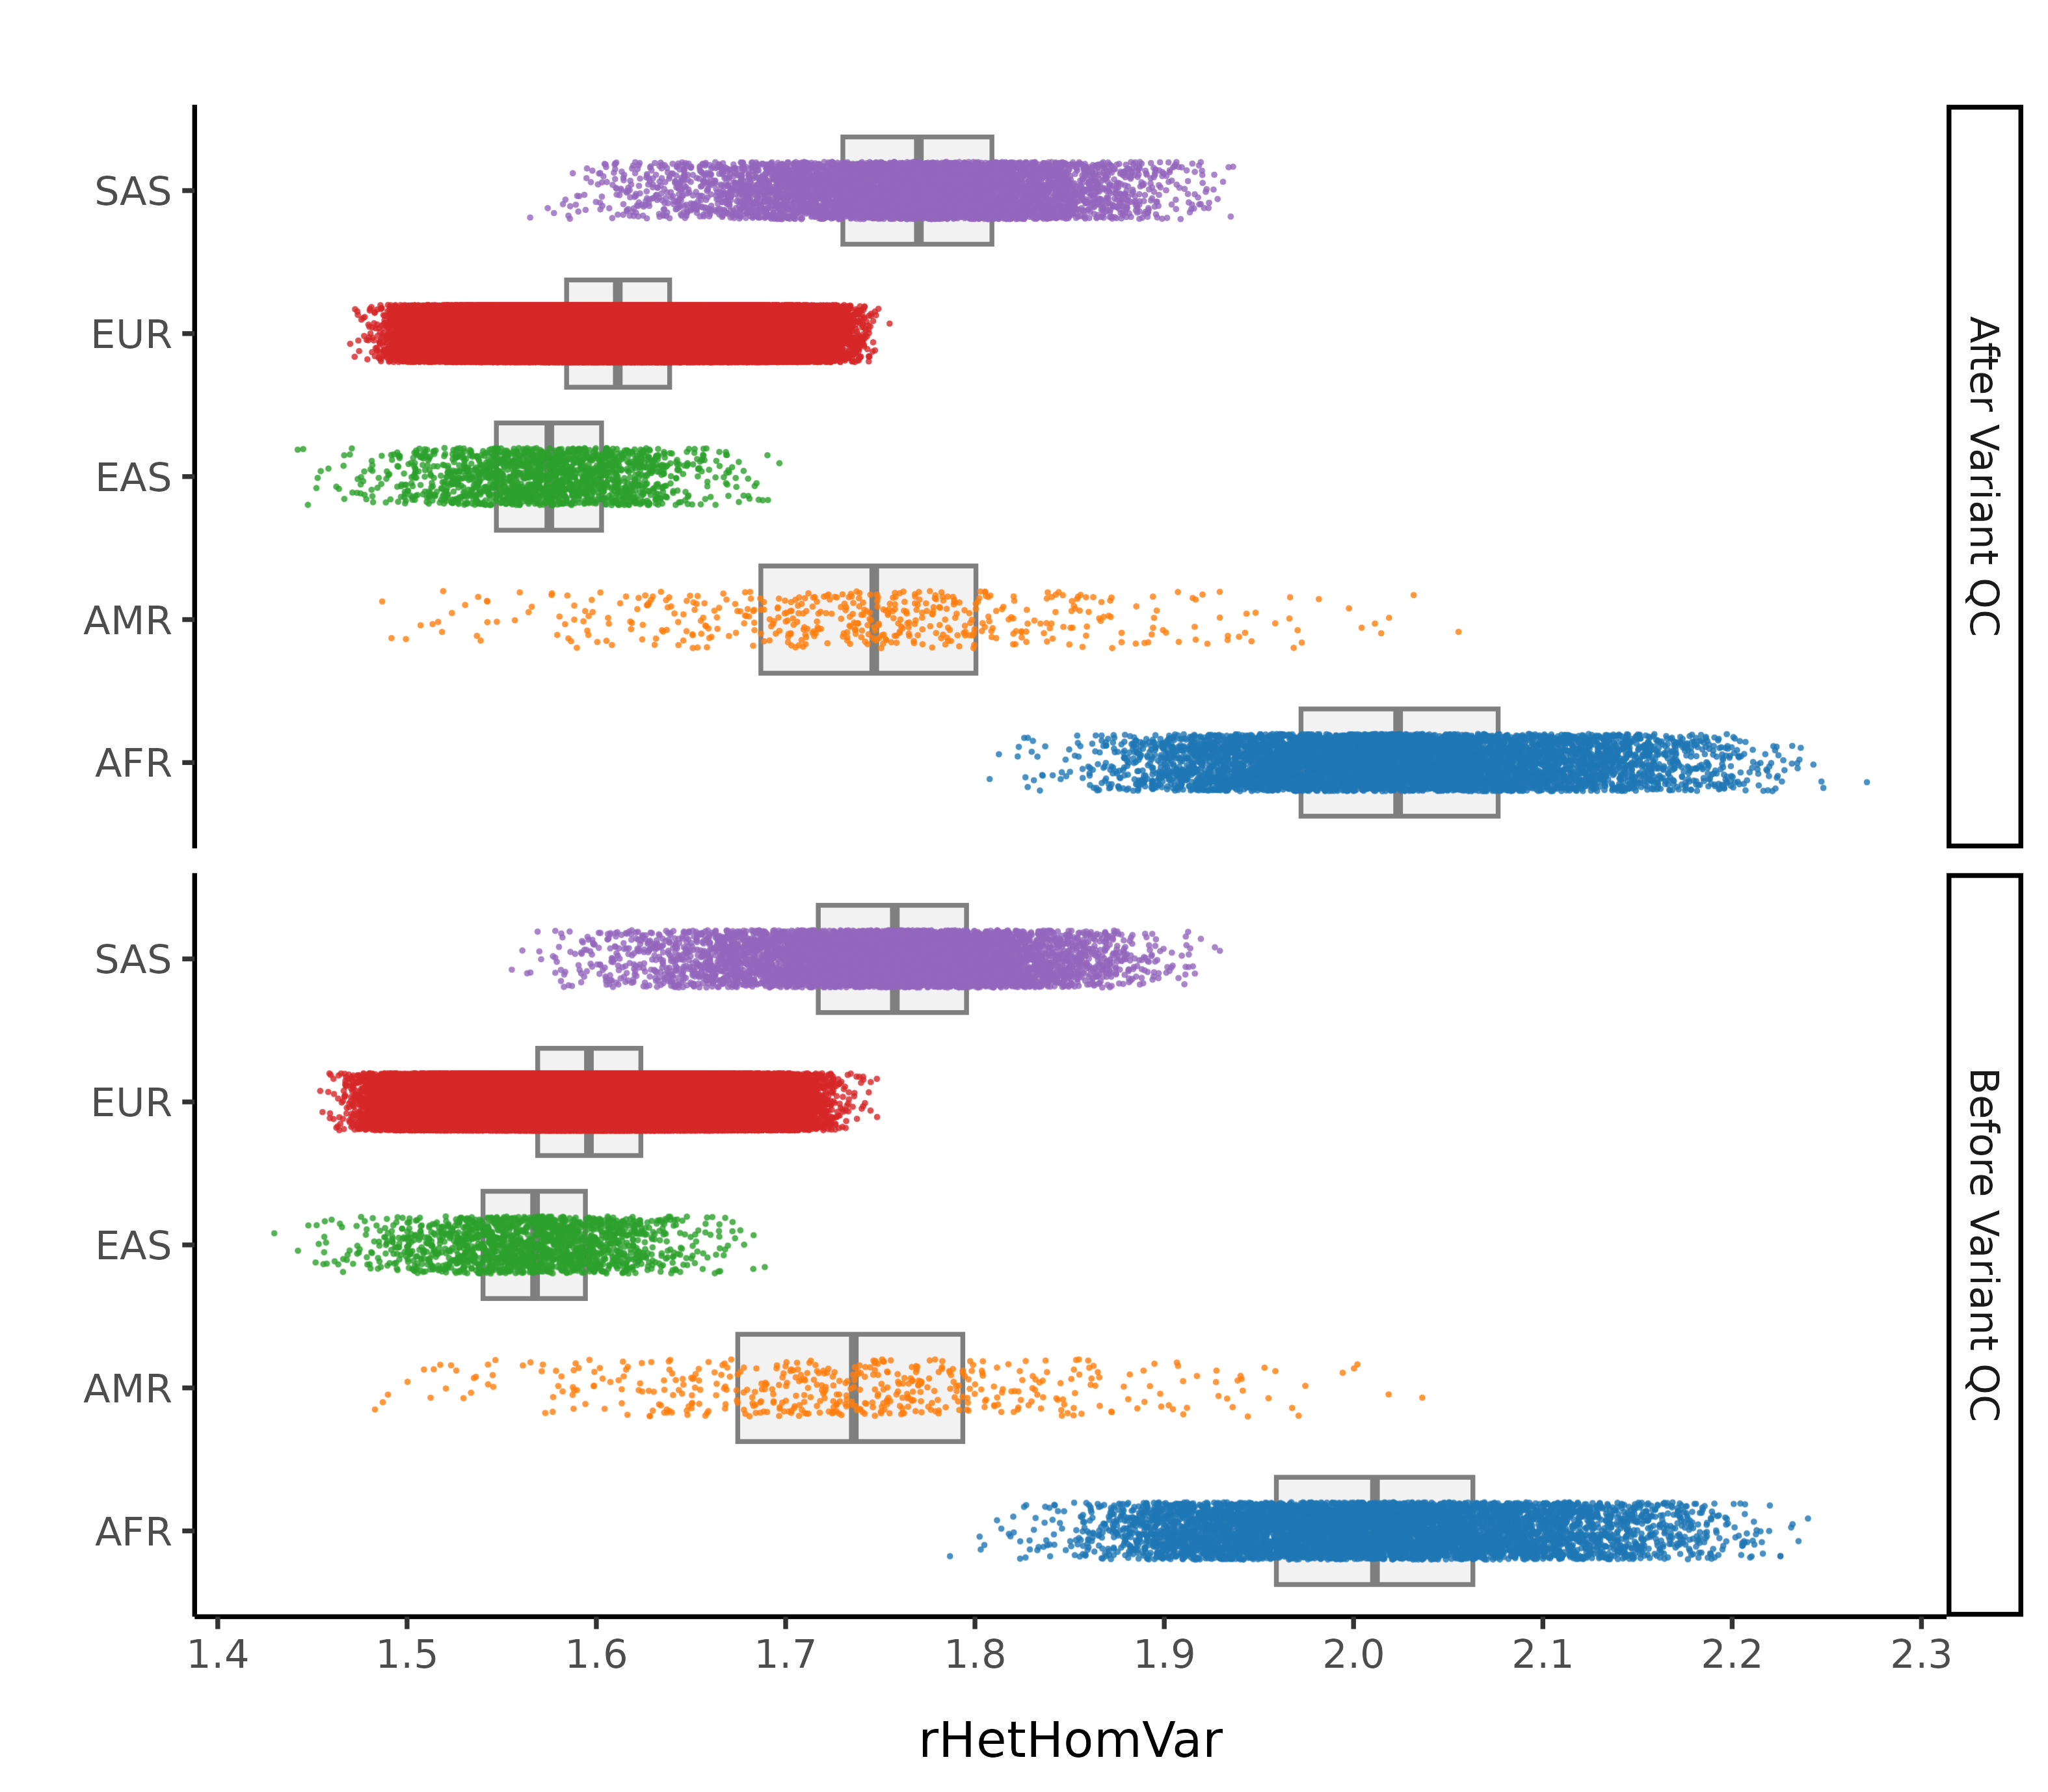 SAS
EUR
EAS
AMR
AFR
After Variant QC
SAS
EUR
EAS
AMR
AFR
Before Variant QC
1.4 1.5 1.6 1.7 1.8 1.9 2.0 2.1 2.2 2.3
rHetHomVar